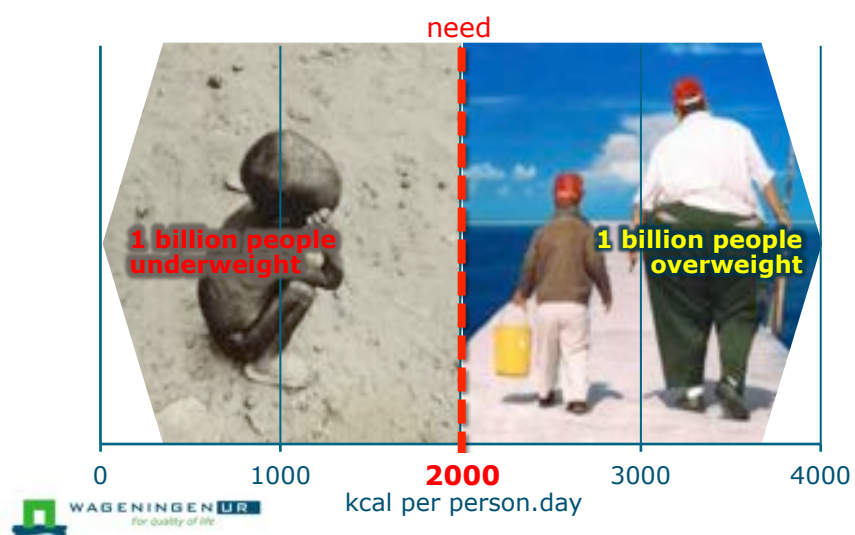 need
1 billion people
underweight
1 billion people
overweight
0 1000 2000 3000 4000
kcal per person.day
WAGENINGEN UR
For quality of life